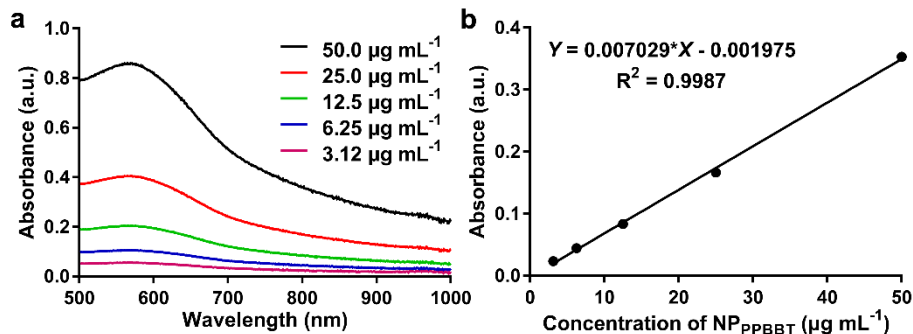 a
Absorbance (a.u.)
1.0
0.8
0.6
0.4
0.2
0.0
500 600 700 800 900 1000
Wavelength (nm)
50.0 µg mL⁻¹
25.0 µg mL⁻¹
12.5 µg mL⁻¹
6.25 µg mL⁻¹
3.12 µg mL⁻¹
b
Absorbance (a.u.)
0.4
0.3
0.2
0.1
0.0
0 10 20 30 40 50
Concentration of NP_PPBBT (µg mL⁻¹)
Y = 0.007029*X - 0.001975
R² = 0.9987